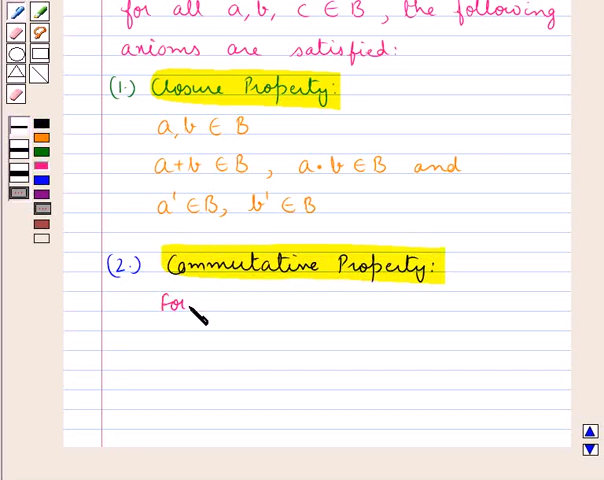 for all a, b, c ∈ B, the following
axioms are satisfied:
(1.) Closure Property:
a, b ∈ B
a + b ∈ B, a • b ∈ B and
a' ∈ B, b' ∈ B
(2.) Commutative Property:
For